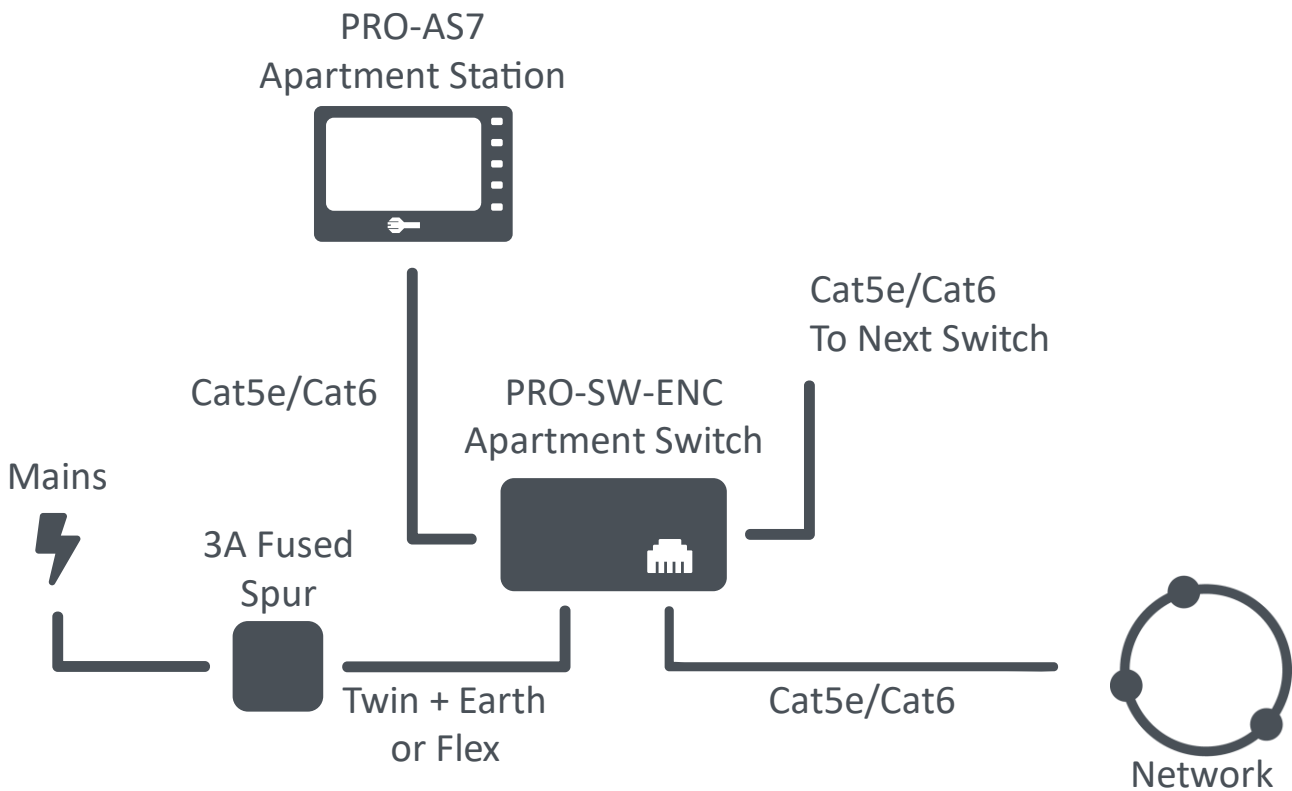 PRO-AS7
Apartment Station
Cat5e/Cat6
To Next Switch
Cat5e/Cat6
PRO-SW-ENC
Apartment Switch
Mains
3A Fused
Spur
Twin + Earth
or Flex
Cat5e/Cat6
Network